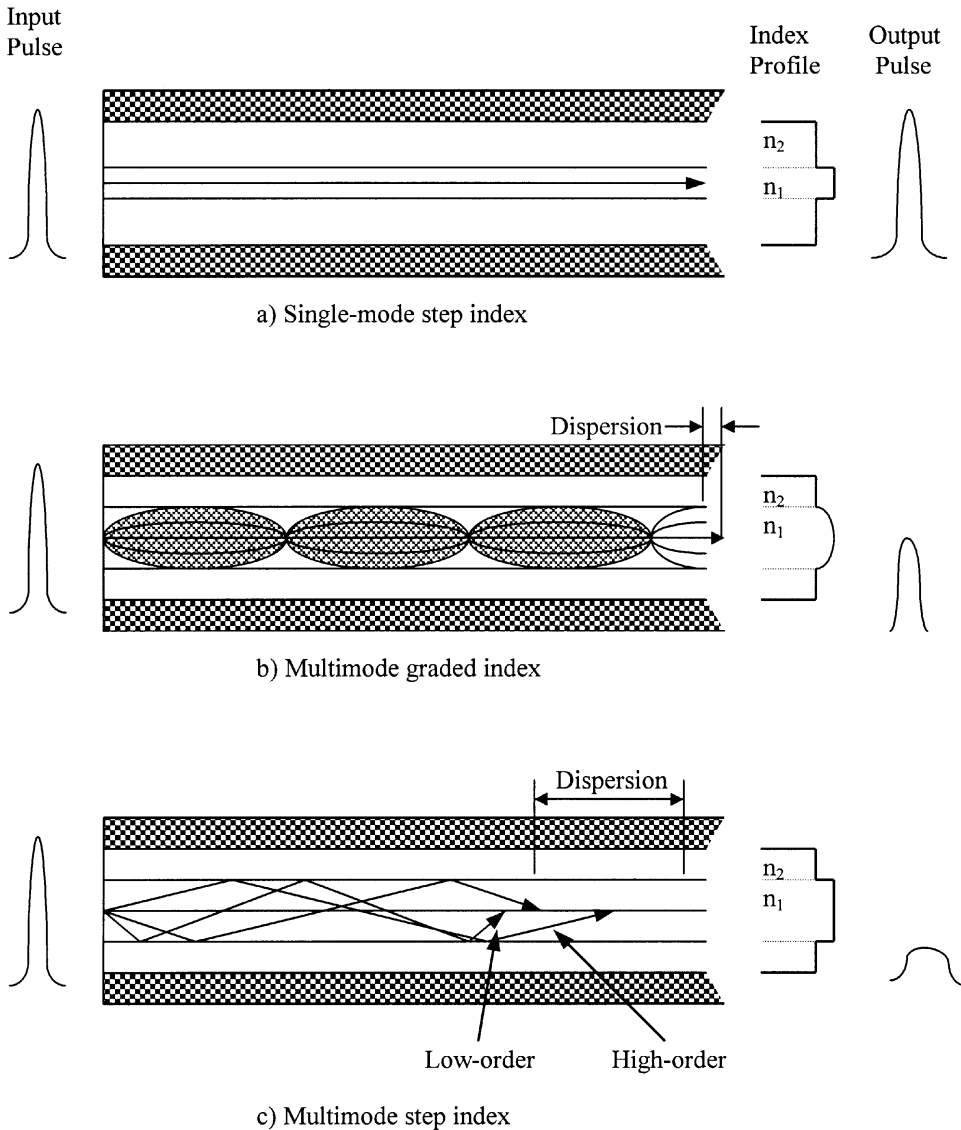 Input
Pulse
Index
Profile
Output
Pulse
n2
n1
a) Single-mode step index
Dispersion
n2
n1
b) Multimode graded index
Dispersion
n2
n1
Low-order
High-order
c) Multimode step index